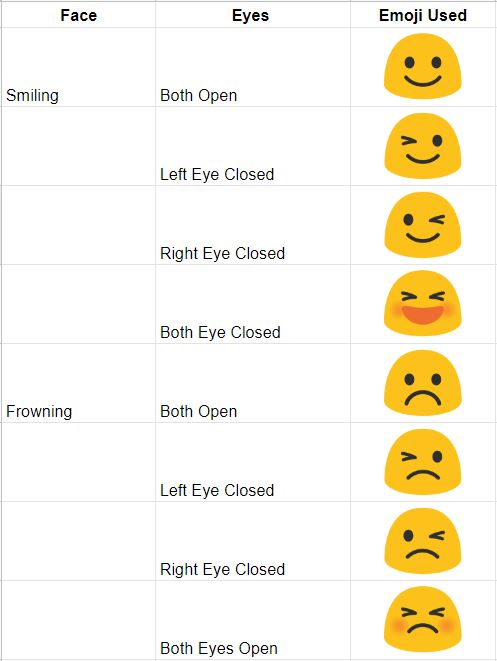 Face Eyes Emoji Used
Smiling Both Open
Left Eye Closed
Right Eye Closed
Both Eye Closed
Frowning Both Open
Left Eye Closed
Right Eye Closed
Both Eyes Open